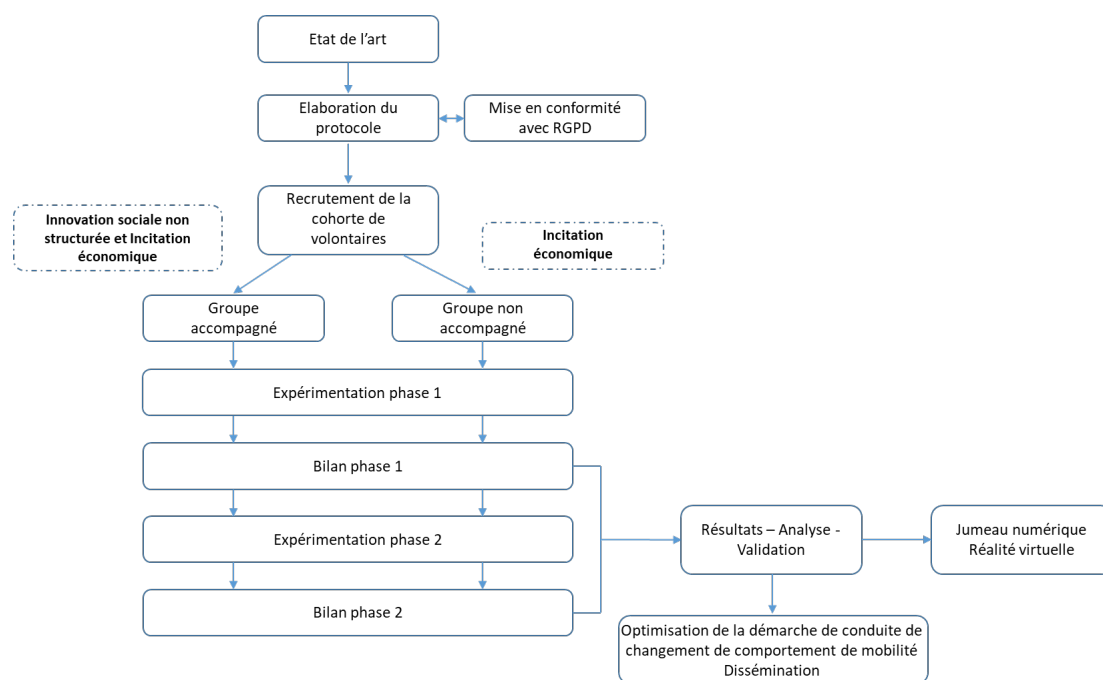 Etat de l'art
Elaboration du
protocole
Mise en conformité
avec RGPD
Recrutement de la
cohorte de
volontaires
Innovation sociale non
structurée et Incitation
économique
Incitation
économique
Groupe
accompagné
Groupe non
accompagné
Expérimentation phase 1
Bilan phase 1
Expérimentation phase 2
Bilan phase 2
Résultats – Analyse -
Validation
Jumeau numérique
Réalité virtuelle
Optimisation de la démarche de conduite de
changement de comportement de mobilité
Dissémination